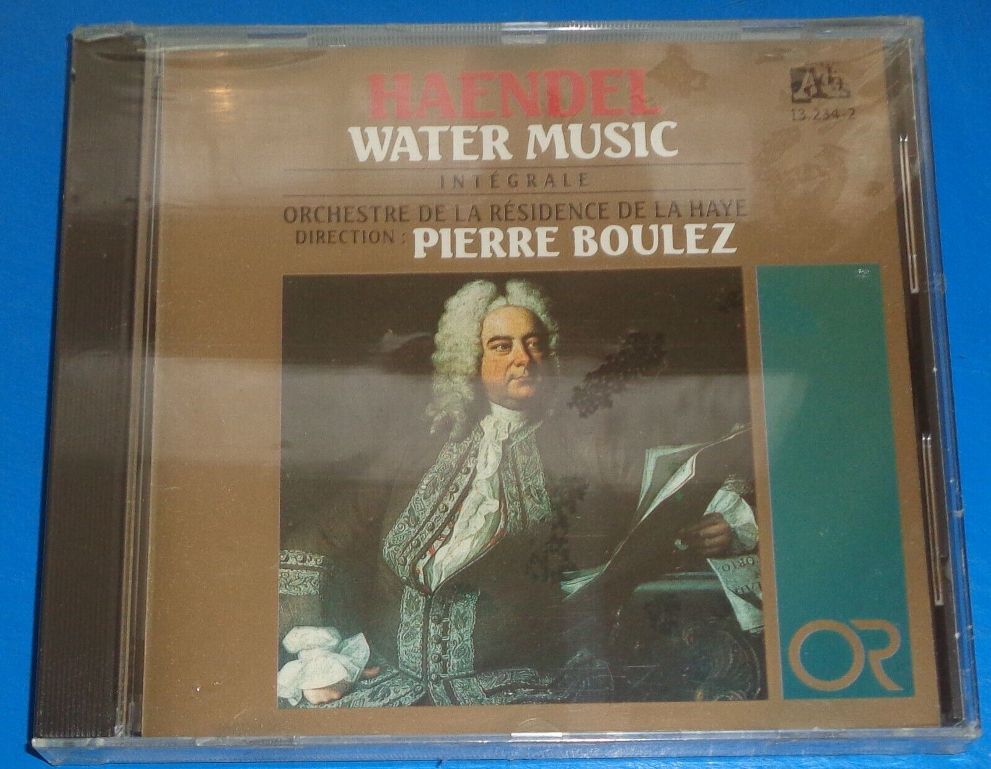 HAENDEL
WATER MUSIC
INTÉGRALE
ORCHESTRE DE LA RÉSIDENCE DE LA HAYE
DIRECTION : PIERRE BOULEZ
13.234-2
OR